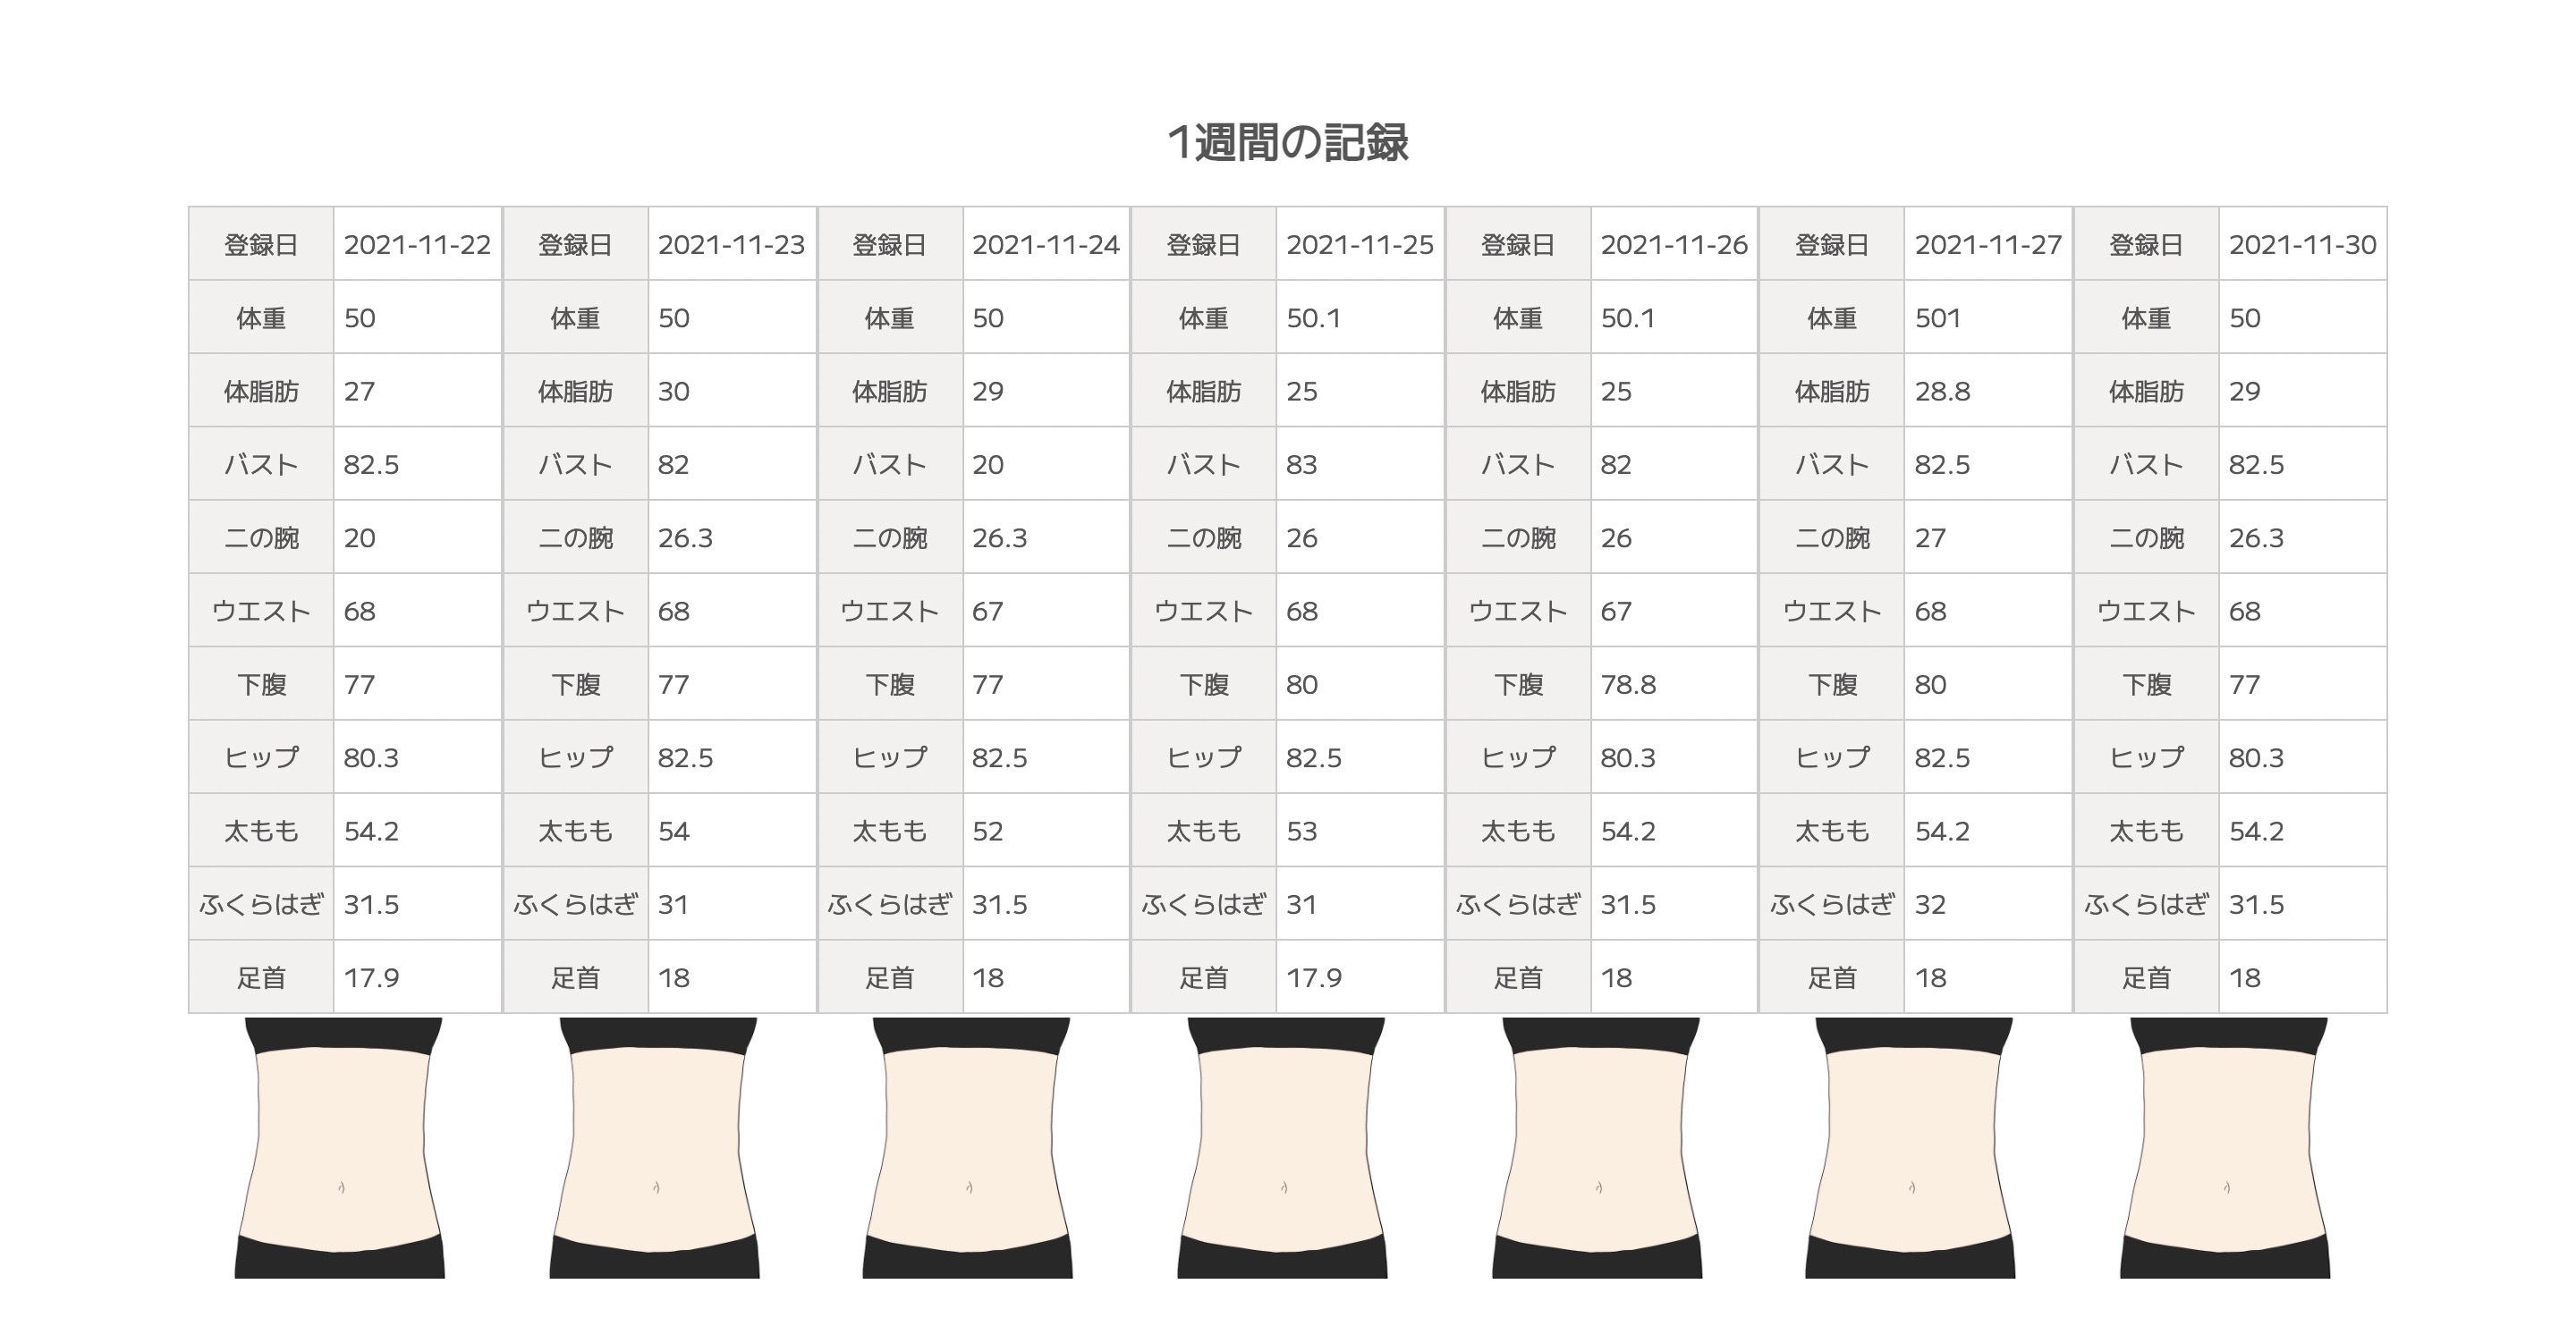 1週間の記録
登録日 2021-11-22 登録日 2021-11-23 登録日 2021-11-24 登録日 2021-11-25 登録日 2021-11-26 登録日 2021-11-27 登録日 2021-11-30
体重 50 体重 50 体重 50 体重 50.1 体重 50.1 体重 501 体重 50
体脂肪 27 体脂肪 30 体脂肪 29 体脂肪 25 体脂肪 25 体脂肪 28.8 体脂肪 29
バスト 82.5 バスト 82 バスト 20 バスト 83 バスト 82 バスト 82.5 バスト 82.5
二の腕 20 二の腕 26.3 二の腕 26.3 二の腕 26 二の腕 26 二の腕 27 二の腕 26.3
ウエスト 68 ウエスト 68 ウエスト 67 ウエスト 68 ウエスト 67 ウエスト 68 ウエスト 68
下腹 77 下腹 77 下腹 77 下腹 80 下腹 78.8 下腹 80 下腹 77
ヒップ 80.3 ヒップ 82.5 ヒップ 82.5 ヒップ 82.5 ヒップ 80.3 ヒップ 82.5 ヒップ 80.3
太もも 54.2 太もも 54 太もも 52 太もも 53 太もも 54.2 太もも 54.2 太もも 54.2
ふくらはぎ 31.5 ふくらはぎ 31 ふくらはぎ 31.5 ふくらはぎ 31 ふくらはぎ 31.5 ふくらはぎ 32 ふくらはぎ 31.5
足首 17.9 足首 18 足首 18 足首 17.9 足首 18 足首 18 足首 18